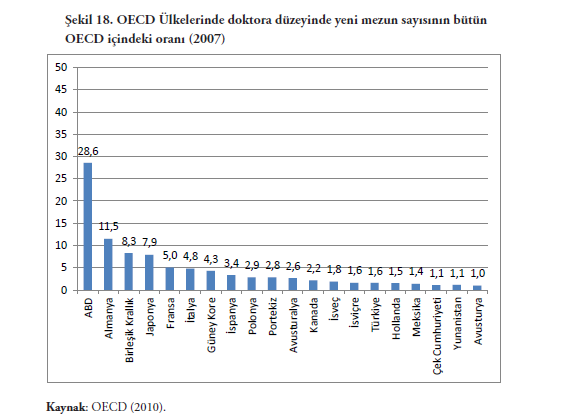 Şekil 18. OECD Ülkelerinde doktora düzeyinde yeni mezun sayısının bütün
OECD içindeki oranı (2007)
50
45
40
35
30
25
20
15
10
5
0
28,6
11,5
8,3
7,9
5,0
4,8
4,3
3,4
2,9
2,8
2,6
2,2
1,8
1,6
1,6
1,5
1,4
1,1
1,1
1,0
ABD
Almanya
Birleşik Krallık
Japonya
Fransa
İtalya
Güney Kore
İspanya
Polonya
Portekiz
Avusturalya
Kanada
İsveç
İsviçre
Türkiye
Hollanda
Meksika
Çek Cumhuriyeti
Yunanistan
Avusturya
Kaynak: OECD (2010).